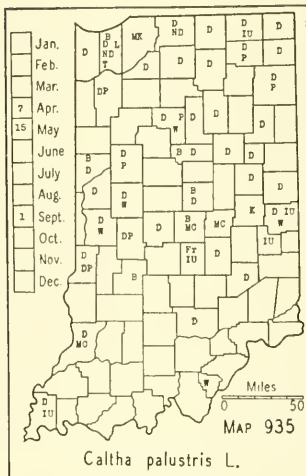 Jan.
Feb.
Mar.
7 Apr.
15 May
June
July
Aug.
1 Sept.
Oct.
Nov.
Dec.
D
B
D L
ND
T
MK
D
ND
D
D
D
IU
D
D
D
D
D
D
P
D
DP
D
P
D P
W
D
D
D
B
D
D
B
D
P
D
D
D
D
W
B
D
D
W
DP
D
B
MC
MC
K
D IU
W
IU
D
DP
B
Fr
IU
D
D
D
MC
D
W
D
IU
Miles
0 50
MAP 935
Caltha palustris L.